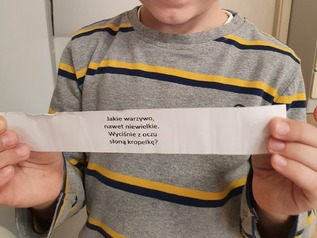 Jakie warzywo,
nawet niewielkie.
Wyciśnie z oczu
słoną kropelkę?